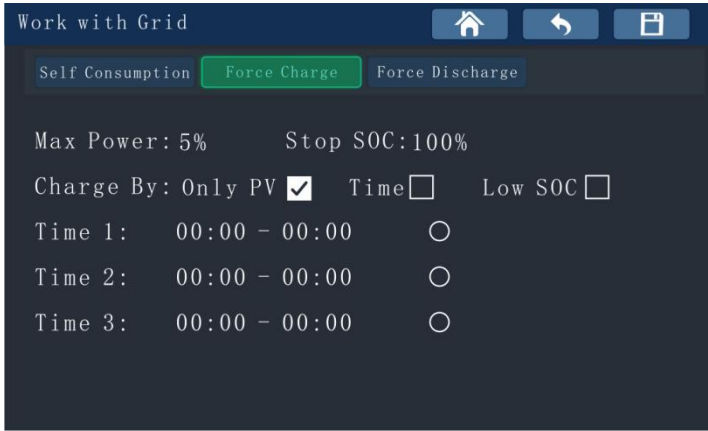 Work with Grid
Self Consumption Force Charge Force Discharge
Max Power: 5% Stop SOC: 100%
Charge By: Only PV Time Low SOC
Time 1: 00:00 - 00:00
Time 2: 00:00 - 00:00
Time 3: 00:00 - 00:00